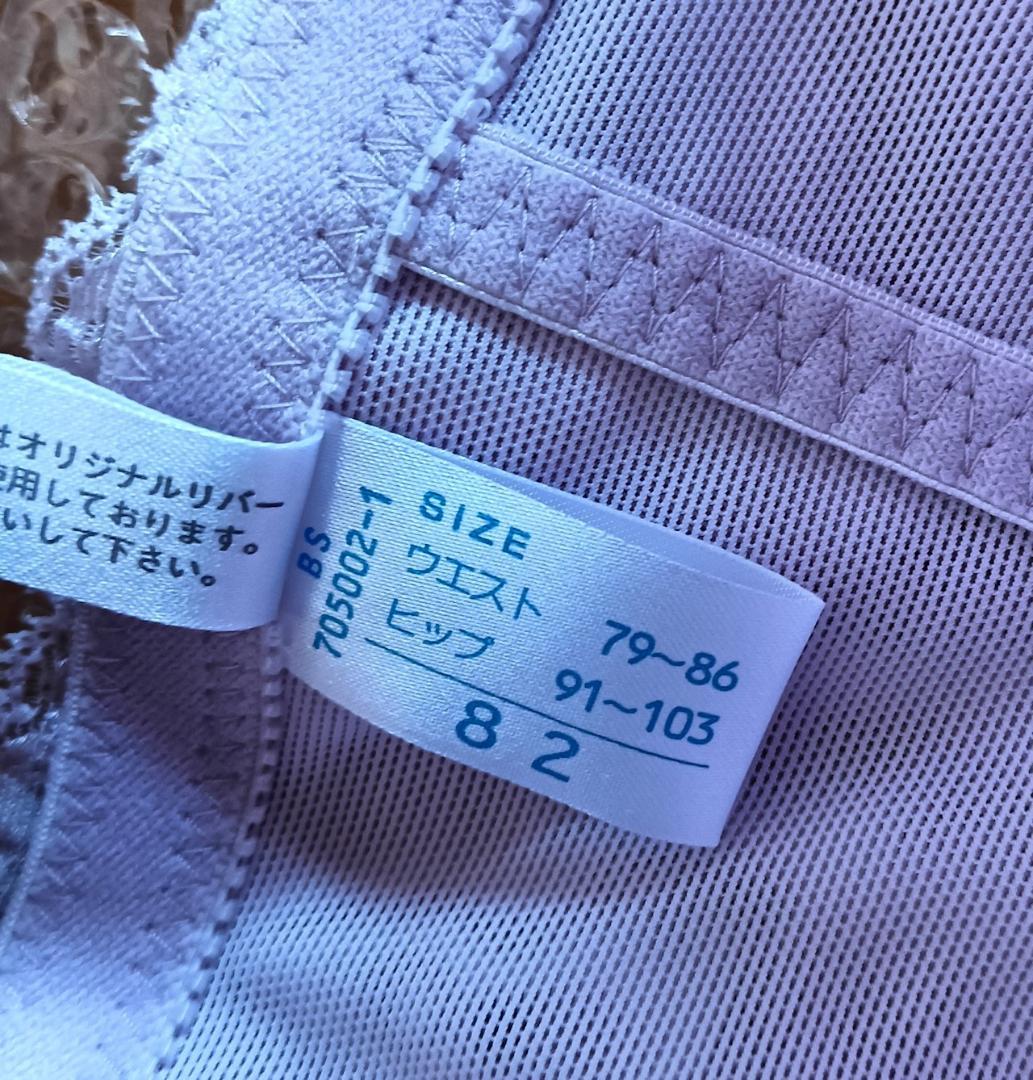 はオリジナルリバー
使用しております。
いして下さい。
BS
705002-1
SIZE
ウエスト 79~86
ヒップ 91~103
82